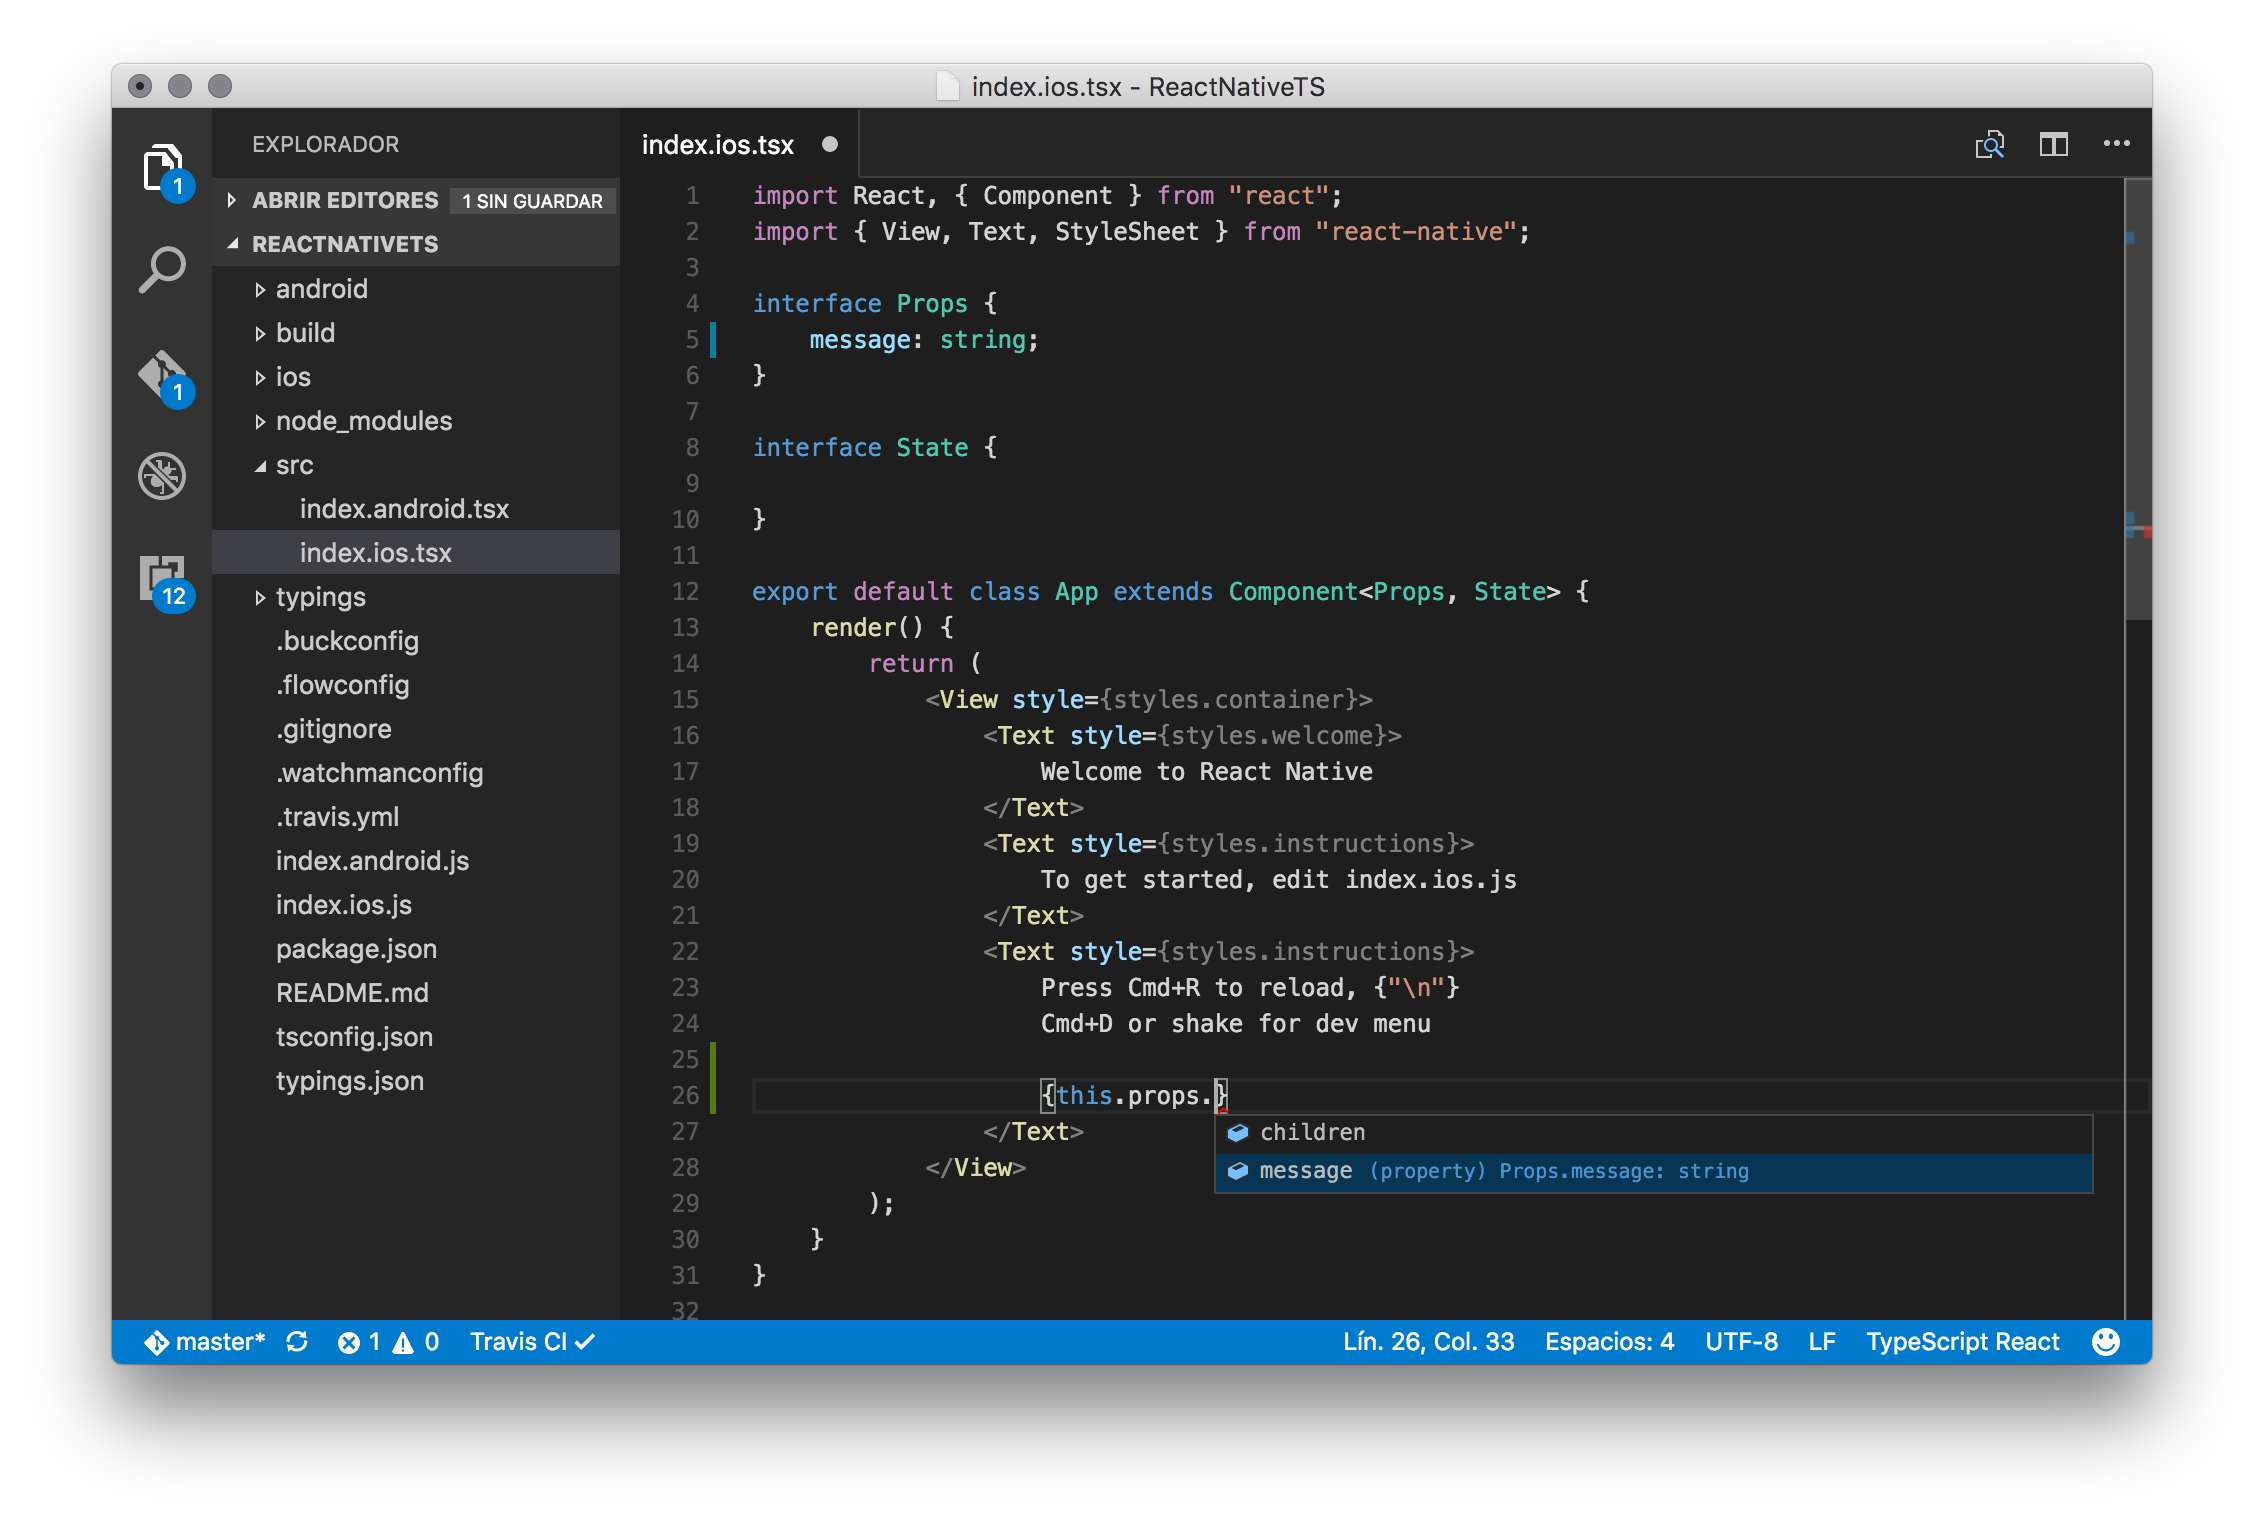 index.ios.tsx - ReactNativeTS
EXPLORADOR
ABRIR EDITORES 1 SIN GUARDAR
REACTNATIVETS
android
build
ios
node_modules
src
index.android.tsx
index.ios.tsx
typings
.buckconfig
.flowconfig
.gitignore
.watchmanconfig
.travis.yml
index.android.js
index.ios.js
package.json
README.md
tsconfig.json
typings.json
1
1
12
index.ios.tsx
1 import React, { Component } from "react";
2 import { View, Text, StyleSheet } from "react-native";
3
4 interface Props {
5     message: string;
6 }
7
8 interface State {
9
10 }
11
12 export default class App extends Component<Props, State> {
13     render() {
14         return (
15             <View style={styles.container}>
16                 <Text style={styles.welcome}>
17                     Welcome to React Native
18                 </Text>
19                 <Text style={styles.instructions}>
20                     To get started, edit index.ios.js
21                 </Text>
22                 <Text style={styles.instructions}>
23                     Press Cmd+R to reload, {"\n"}
24                     Cmd+D or shake for dev menu
25
26                     {this.props.}
27                 </Text>
28             </View>
29         );
30     }
31 }
32
children
message (property) Props.message: string
master* 1 0 Travis CI Lín. 26, Col. 33 Espacios: 4 UTF-8 LF TypeScript React